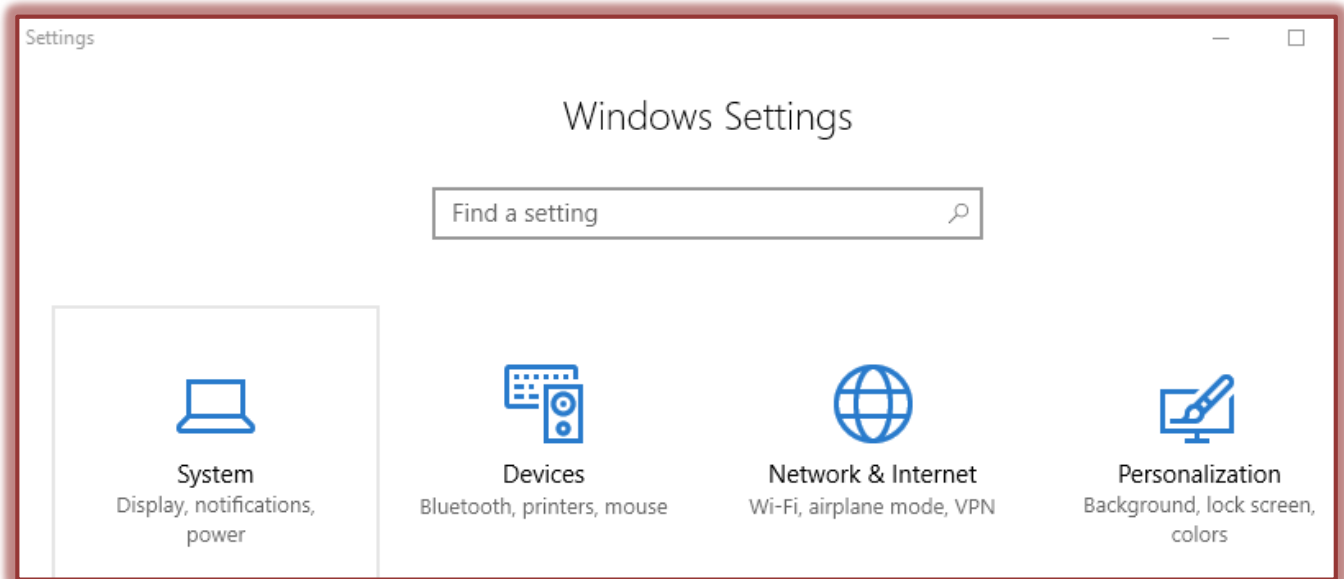 Settings
Windows Settings
Find a setting
System
Display, notifications,
power
Devices
Bluetooth, printers, mouse
Network & Internet
Wi-Fi, airplane mode, VPN
Personalization
Background, lock screen,
colors